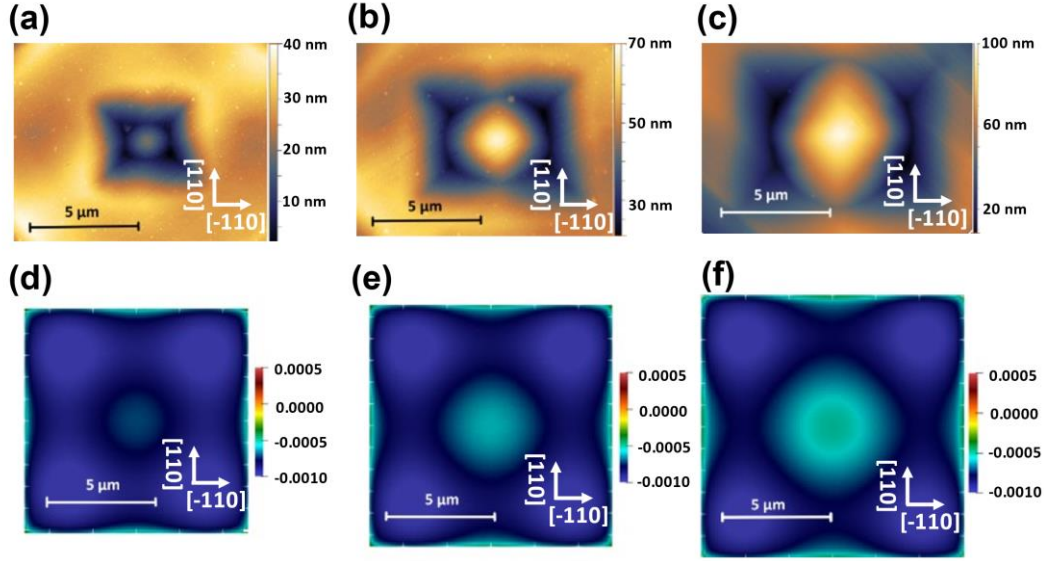 (a)
40 nm
30 nm
20 nm
10 nm
5 µm
[110]
[-110]
(b)
70 nm
50 nm
30 nm
5 µm
[110]
[-110]
(c)
100 nm
60 nm
20 nm
5 µm
[110]
[-110]
(d)
0.0005
0.0000
-0.0005
-0.0010
5 µm
[110]
[-110]
(e)
0.0005
0.0000
-0.0005
-0.0010
5 µm
[110]
[-110]
(f)
0.0005
0.0000
-0.0005
-0.0010
5 µm
[110]
[-110]